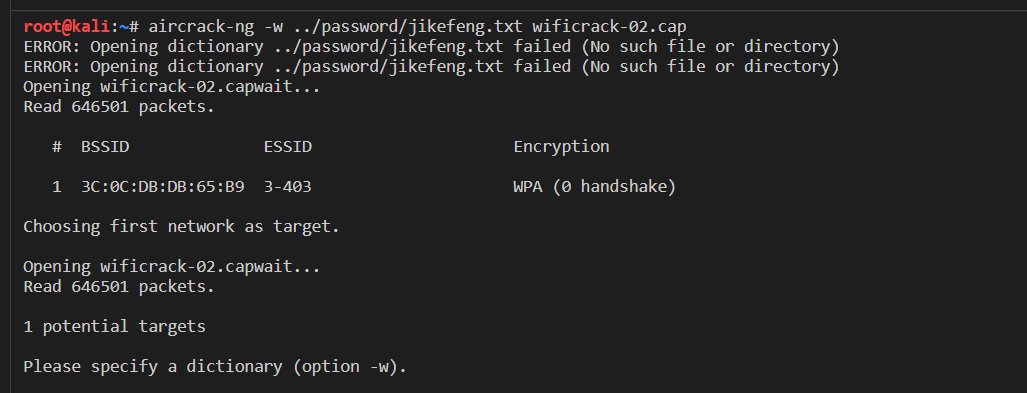 root@kali:~# aircrack-ng -w ../password/jikefeng.txt wificrack-02.cap
ERROR: Opening dictionary ../password/jikefeng.txt failed (No such file or directory)
ERROR: Opening dictionary ../password/jikefeng.txt failed (No such file or directory)
Opening wificrack-02.capwait...
Read 646501 packets.
# BSSID ESSID Encryption
1 3C:0C:DB:DB:65:B9 3-403 WPA (0 handshake)
Choosing first network as target.
Opening wificrack-02.capwait...
Read 646501 packets.
1 potential targets
Please specify a dictionary (option -w).